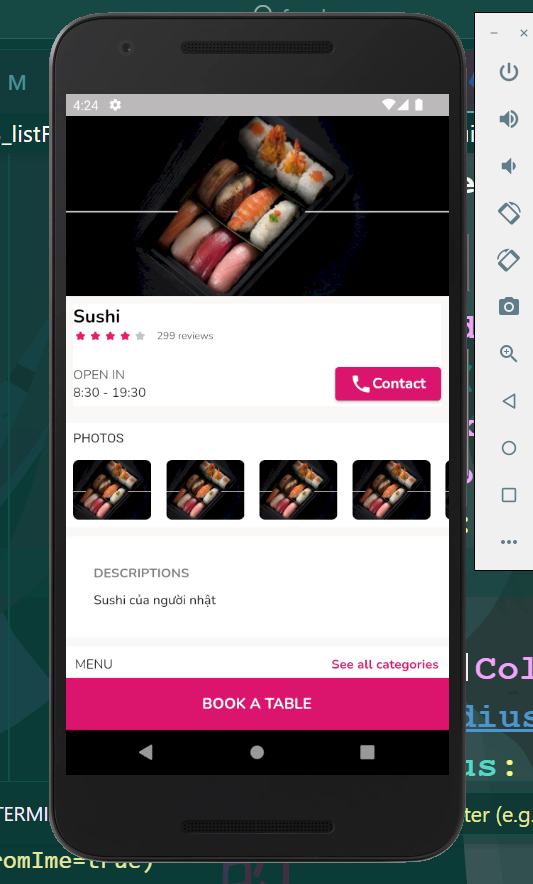 M
_listF
4:24
Sushi
299 reviews
OPEN IN
8:30 - 19:30
Contact
PHOTOS
DESCRIPTIONS
Sushi của người nhật
MENU
See all categories
BOOK A TABLE
Col
dius
us:
TERMI
ter (e.g.
romIme=true)